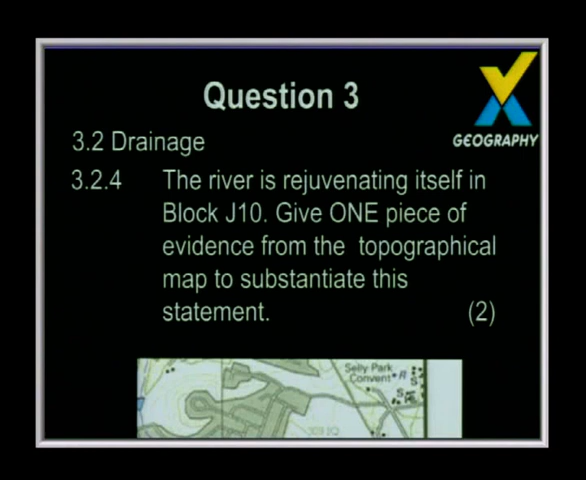 Question 3
GEOGRAPHY
3.2 Drainage
3.2.4 The river is rejuvenating itself in
Block J10. Give ONE piece of
evidence from the topographical
map to substantiate this
statement. (2)
Selly Park
Convent R
S